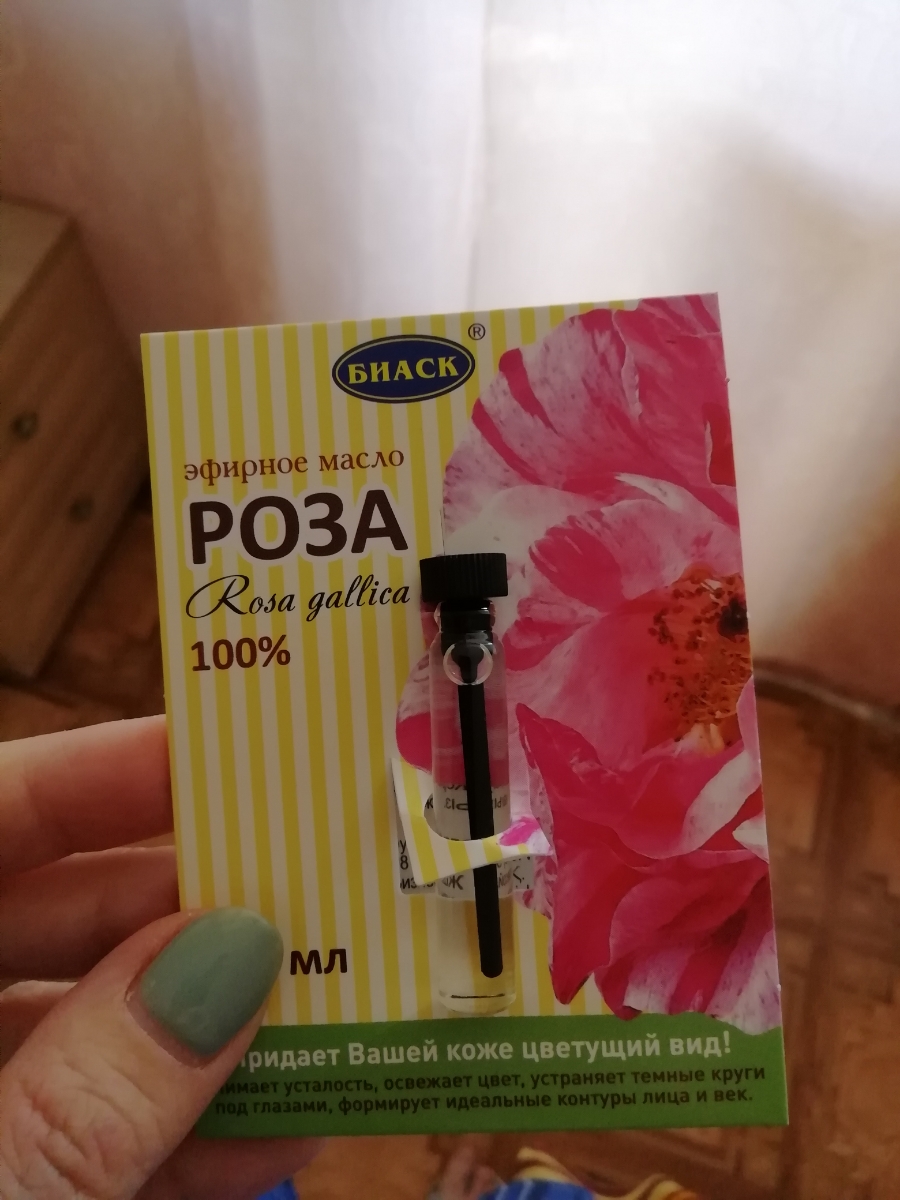 БИАСК ®
эфирное масло
РОЗА
Rosa gallica
100%
мл
придает Вашей коже цветущий вид!
усталость, освежает цвет, устраняет темные круги
под глазами, формирует идеальные контуры лица и век.